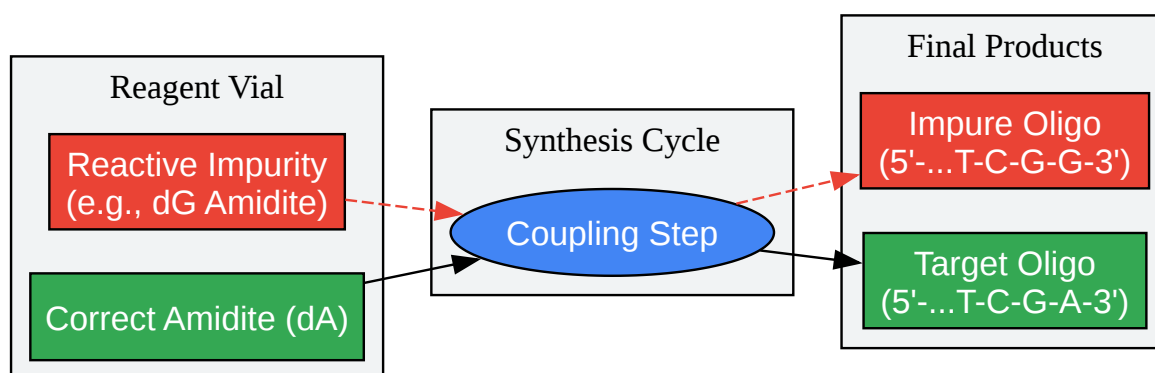 Reagent Vial
Reactive Impurity
(e.g., dG Amidite)
Correct Amidite (dA)
Synthesis Cycle
Coupling Step
Final Products
Impure Oligo
(5'-...T-C-G-G-3')
Target Oligo
(5'-...T-C-G-A-3')